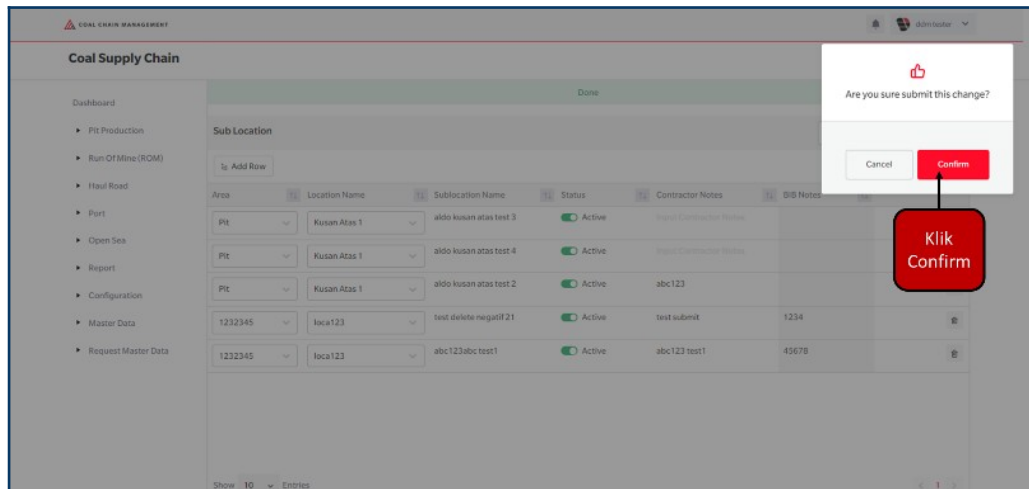 COAL CHAIN MANAGEMENT
Coal Supply Chain
Done
Are you sure submit this change?
Cancel
Confirm
Klik
Confirm
Dashboard
Pit Production
Run Of Mine (ROM)
Haul Road
Port
Open Sea
Report
Configuration
Master Data
Request Master Data
Sub Location
Add Row
Area Location Name Sublocation Name Status Contractor Notes BIB Notes
Pit Kusan Atas 1 aldo kusan atas test 3 Active Input Contractor Notes
Pit Kusan Atas 1 aldo kusan atas test 4 Active Input Contractor Notes
Pit Kusan Atas 1 aldo kusan atas test 2 Active abc123
1232345 loca123 test delete negatif 21 Active test submit 1234
1232345 loca123 abc123abc test1 Active abc123 test1 45678
Show 10 Entries
1